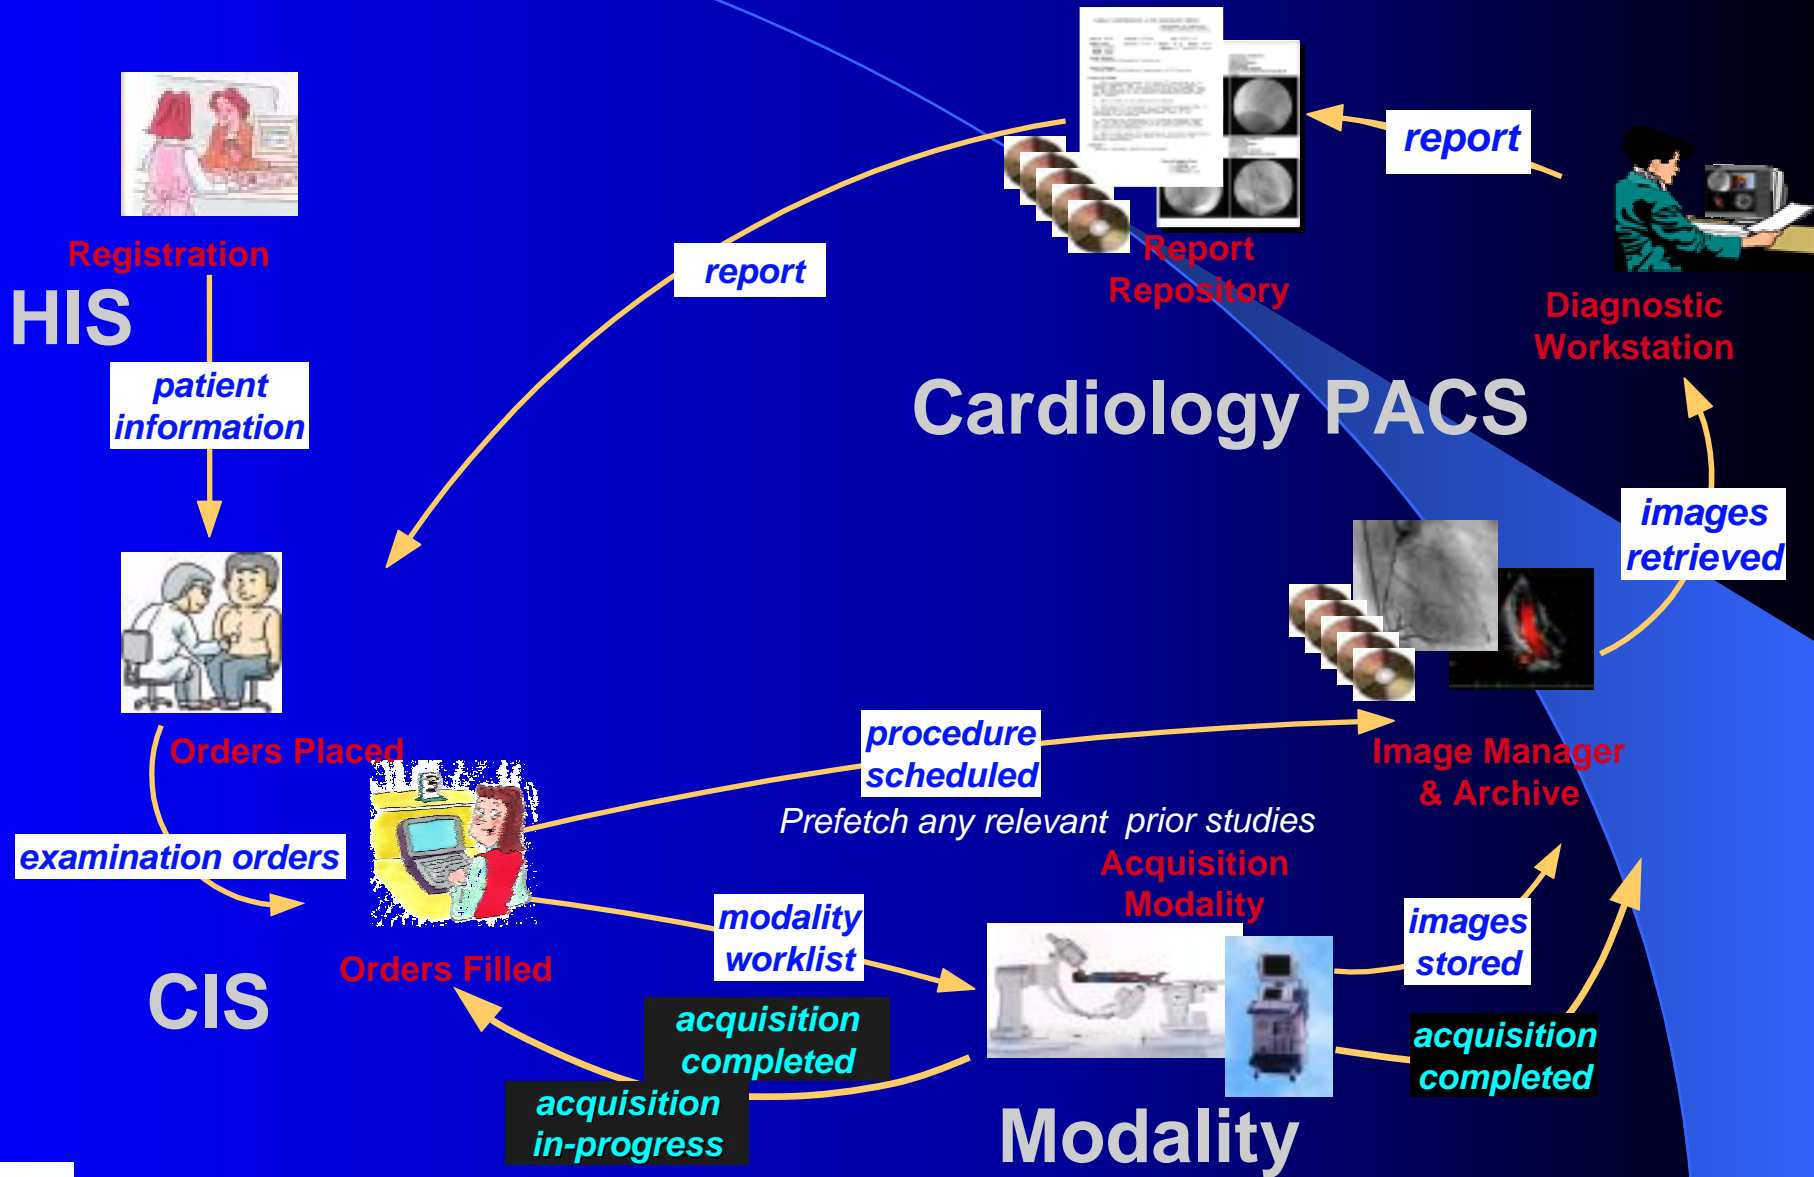 Registration
HIS
patient
information
report
Report
Repository
report
Diagnostic
Workstation
Cardiology PACS
images
retrieved
Orders Placed
examination orders
procedure
scheduled
Prefetch any relevant prior studies
Image Manager
& Archive
Acquisition
Modality
Orders Filled
CIS
modality
worklist
images
stored
acquisition
completed
acquisition
in-progress
acquisition
completed
Modality